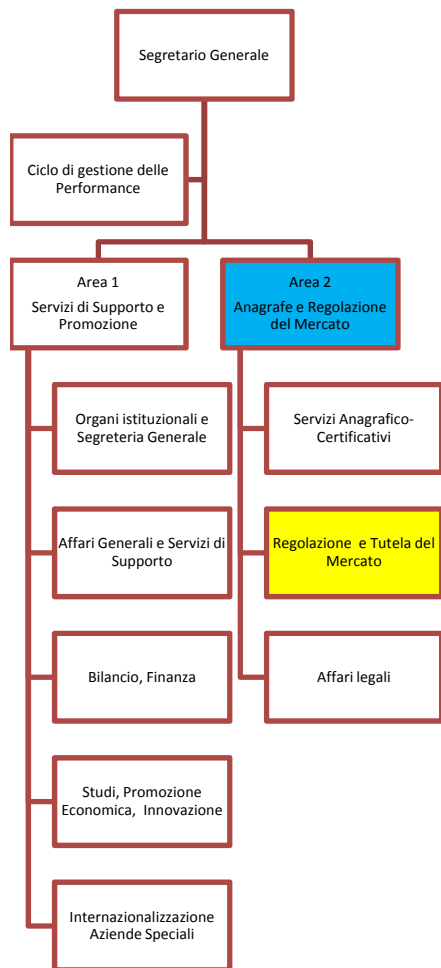 Segretario Generale
Ciclo di gestione delle
Performance
Area 1
Servizi di Supporto e
Promozione
Area 2
Anagrafe e Regolazione
del Mercato
Organi istituzionali e
Segreteria Generale
Affari Generali e Servizi di
Supporto
Bilancio, Finanza
Studi, Promozione
Economica, Innovazione
Internazionalizzazione
Aziende Speciali
Servizi Anagrafico-
Certificativi
Regolazione e Tutela del
Mercato
Affari legali